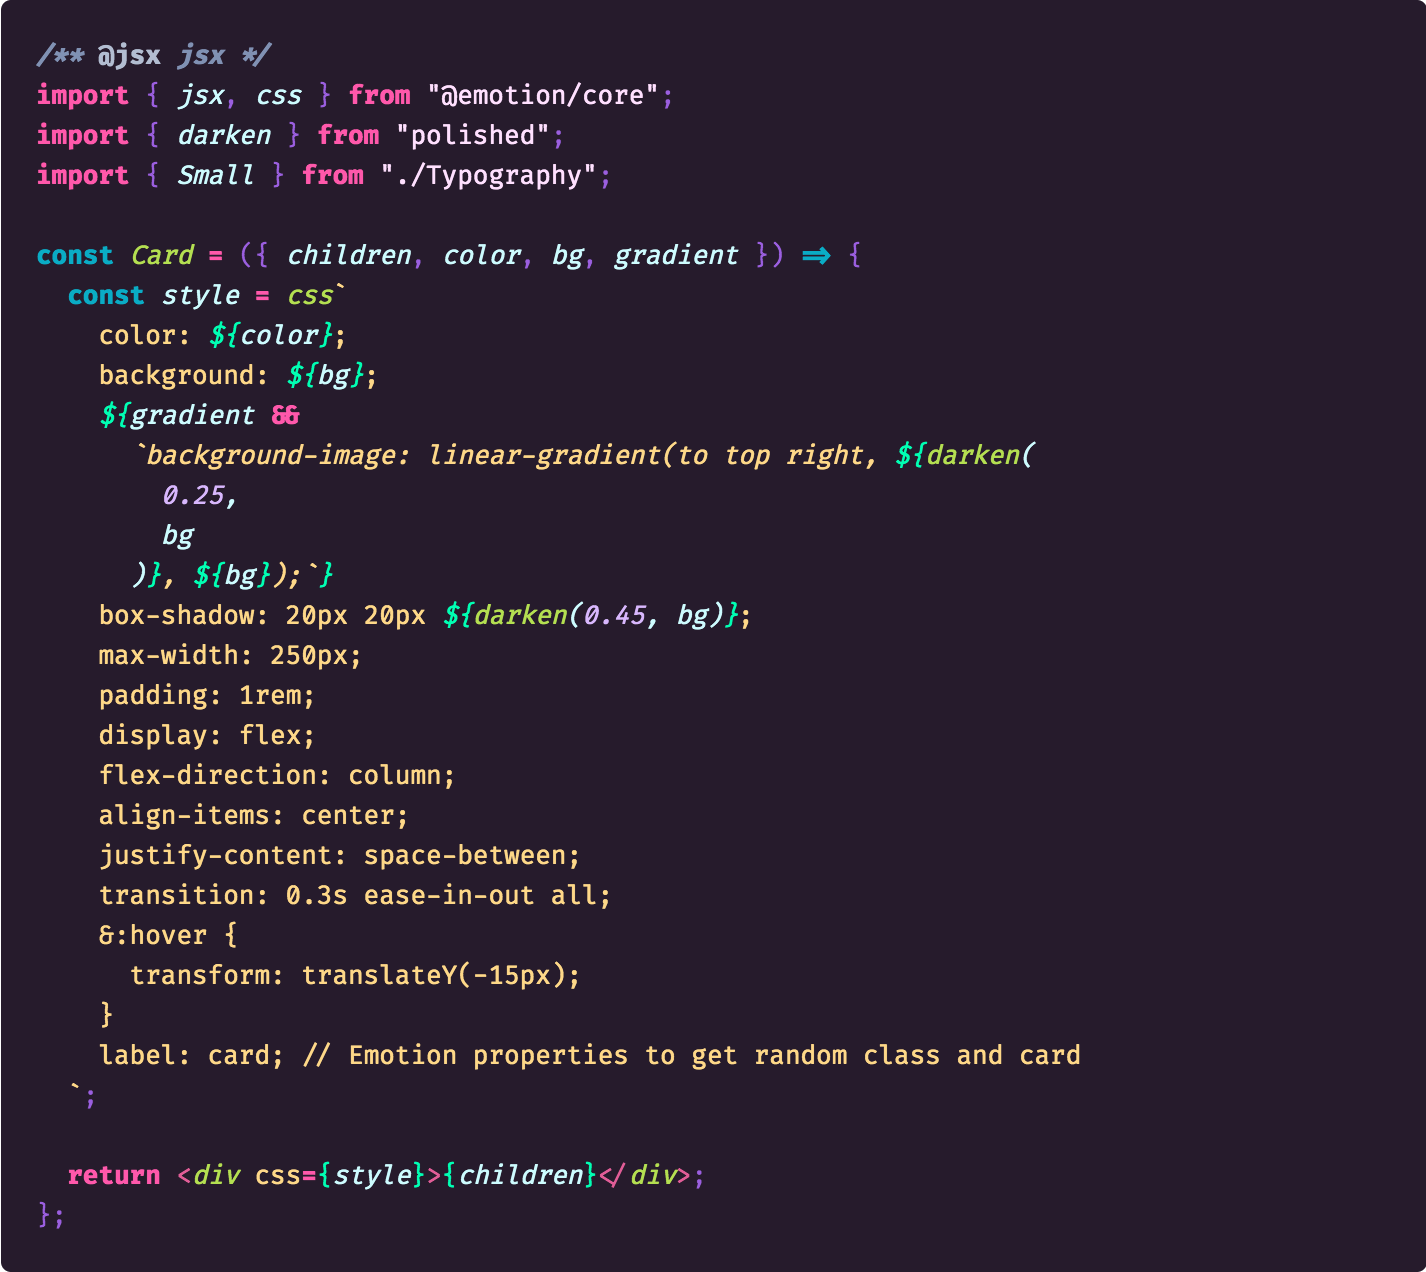 /** @jsx jsx */
import { jsx, css } from "@emotion/core";
import { darken } from "polished";
import { Small } from "./Typography";

const Card = ({ children, color, bg, gradient }) => {
  const style = css`
    color: ${color};
    background: ${bg};
    ${gradient &&
      `background-image: linear-gradient(to top right, ${darken(
        0.25,
        bg
      )}, ${bg});`}
    box-shadow: 20px 20px ${darken(0.45, bg)};
    max-width: 250px;
    padding: 1rem;
    display: flex;
    flex-direction: column;
    align-items: center;
    justify-content: space-between;
    transition: 0.3s ease-in-out all;
    &:hover {
      transform: translateY(-15px);
    }
    label: card; // Emotion properties to get random class and card
  `;

  return <div css={style}>{children}</div>;
};